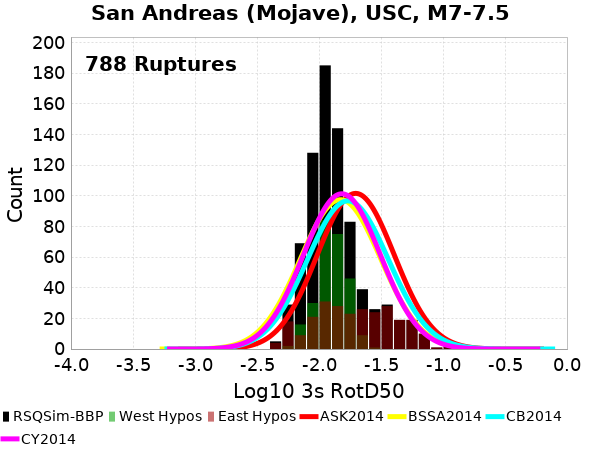 San Andreas (Mojave), USC, M7-7.5
788 Ruptures
Count
200
180
160
140
120
100
80
60
40
20
0
-4.0 -3.5 -3.0 -2.5 -2.0 -1.5 -1.0 -0.5 0.0
Log10 3s RotD50
RSQSim-BBP West Hypos East Hypos ASK2014 BSSA2014 CB2014
CY2014